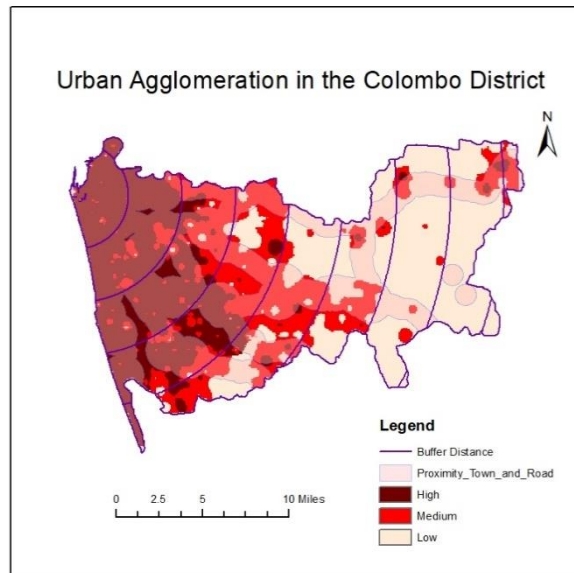 Urban Agglomeration in the Colombo District
N
Legend
Buffer Distance
Proximity_Town_and_Road
High
Medium
Low
0 2.5 5 10 Miles